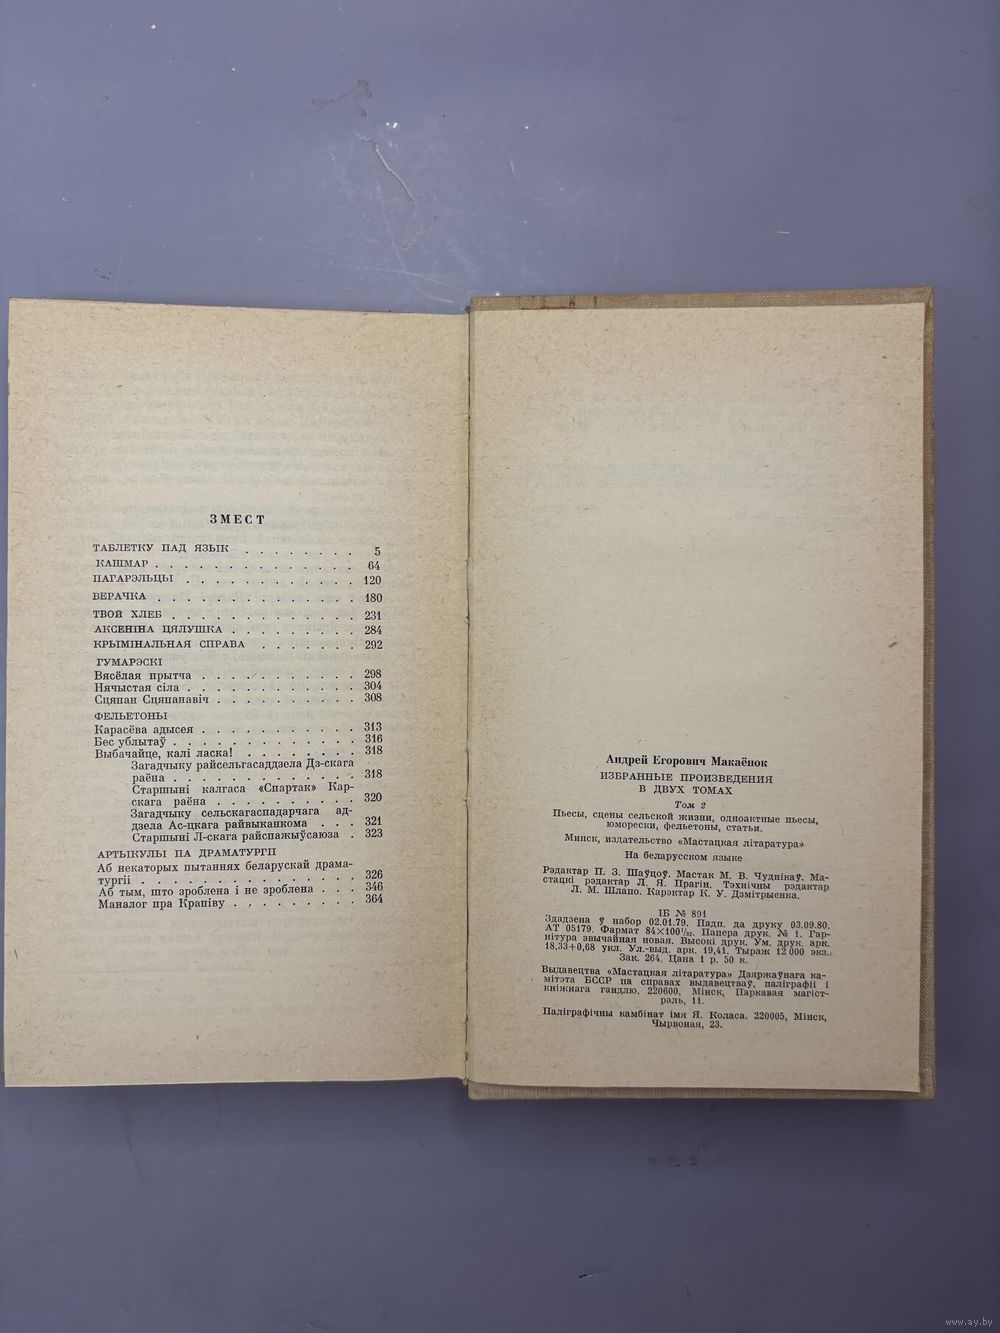 ЗМЕСТ
ТАБЛЕТКУ ПАД ЯЗЫК . . . . . . . . 5
КАШМАР . . . . . . . . . . . . . . 64
ПАГАРЭЛЬЦЫ . . . . . . . . . . . . 120
ВЕРАЧКА . . . . . . . . . . . . . . 180
ТВОЙ ХЛЕБ . . . . . . . . . . . . . 231
АКСЕНІНА ЦЯЛУШКА . . . . . . . . . 284
КРЫМІНАЛЬНАЯ СПРАВА . . . . . . . 292
ГУМАРЭСКІ
Вясёлая прытча . . . . . . . . . . . 298
Нячыстая сіла . . . . . . . . . . . . 304
Сцяпан Сцяпанавіч . . . . . . . . . . 308
ФЕЛЬЕТОНЫ
Карасёва адысея . . . . . . . . . . . 313
Бес ублытаў . . . . . . . . . . . . . 316
Выбачайце, калі ласка! . . . . . . . . 318
Загадчыку райсельгасаддзела Дз-скага
раёна . . . . . . . . . . . . . 318
Старшыні калгаса «Спартак» Кар-
скага раёна . . . . . . . . . . 320
Загадчыку сельскагаспадарчага ад-
дзела Ас-цкага райвыканкома . . . 321
Старшыні Л-скага райспажыўсаюза . 323
АРТЫКУЛЫ ПА ДРАМАТУРГІІ
Аб некаторых пытаннях беларускай драма-
тургіі . . . . . . . . . . . . . . . 326
Аб тым, што зроблена і не зроблена . . . 346
Маналог пра Крапіву . . . . . . . . . 364
Андрей Егорович Макаёнок
ИЗБРАННЫЕ ПРОИЗВЕДЕНИЯ
В ДВУХ ТОМАХ
Том 2
Пьесы, сцены сельской жизни, одноактные пьесы,
юморески, фельетоны, статьи.
Минск, издательство «Мастацкая літаратура»
На беларусском языке
Рэдактар П. З. Шаўцоў. Мастак М. В. Чуднікаў. Ма-
стацкі рэдактар Л. Я. Прагін. Тэхнічны рэдактар
Л. М. Шлапо. Карэктар К. У. Дзмітрыенка.
ІБ № 891
Здадзена ў набор 02.01.79. Падп. да друку 03.09.80.
АТ 05179. Фармат 84×100¹/₃₂. Папера друк. № 1. Гар-
нітура звычайная новая. Высокі друк. Ум. друк. арк.
18,33+0,68 укл. Ул.-выд. арк. 19,41. Тыраж 12 000 экз.
Зак. 264. Цана 1 р. 50 к.
Выдавецтва «Мастацкая літаратура» Дзяржаўнага ка-
мітэта БССР па справах выдавецтваў, паліграфіі і
кніжнага гандлю. 220600, Мінск, Паркавая магіст-
раль, 11.
Паліграфічны камбінат імя Я. Коласа. 220005, Мінск,
Чырвоная, 23.
www.ay.by